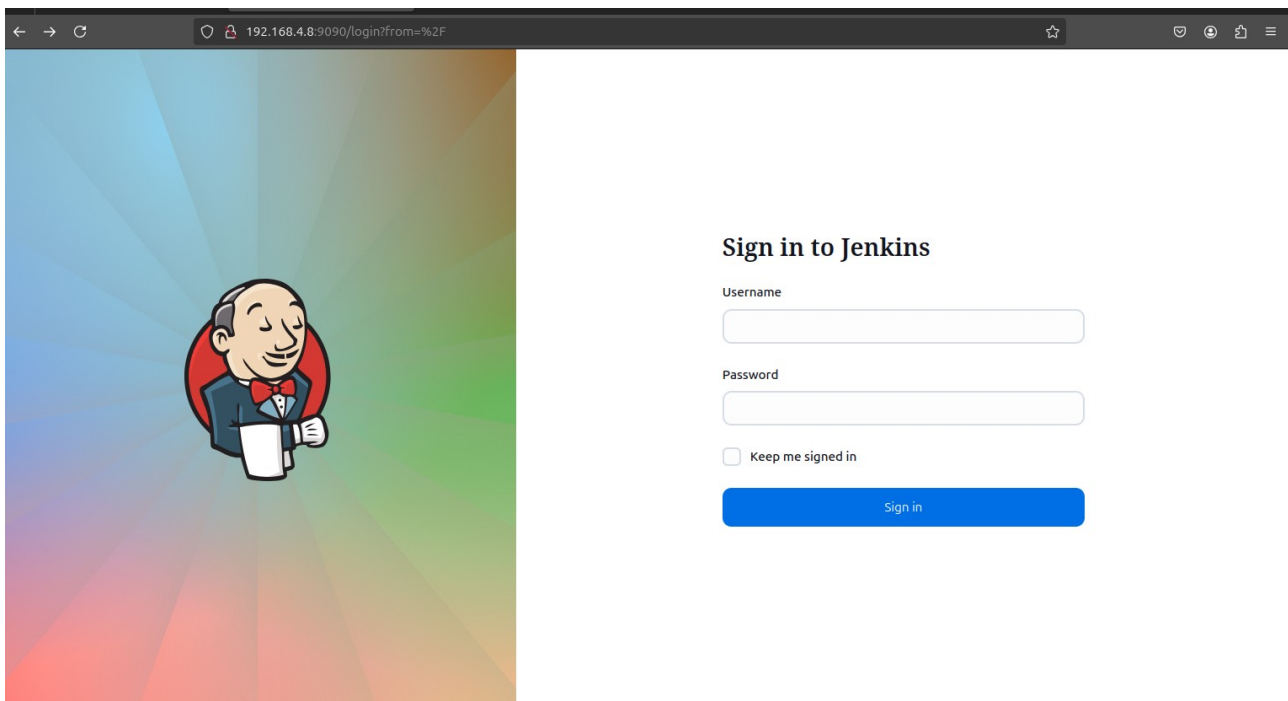 192.168.4.8:9090/login?from=%2F
Sign in to Jenkins
Username
Password
Keep me signed in
Sign in